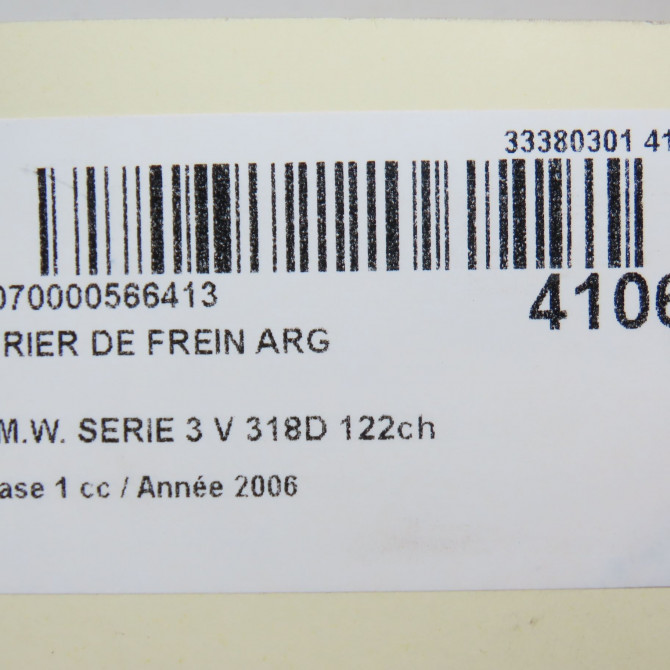 33380301 41
070000566413
4106
RIER DE FREIN ARG
M.W. SERIE 3 V 318D 122ch
ase 1 cc / Année 2006